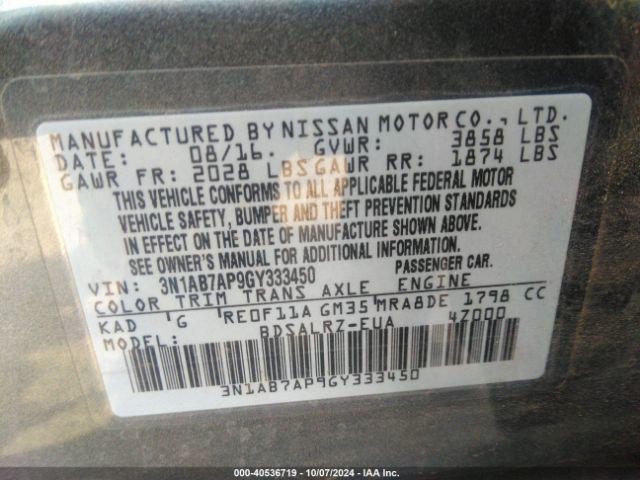 MANUFACTURED BY NISSAN MOTOR CO., LTD.
DATE: 08/16. GVWR: 3858 LBS
GAWR FR: 2028 LBS GAWR RR: 1874 LBS
THIS VEHICLE CONFORMS TO ALL APPLICABLE FEDERAL MOTOR
VEHICLE SAFETY, BUMPER AND THEFT PREVENTION STANDARDS
IN EFFECT ON THE DATE OF MANUFACTURE SHOWN ABOVE.
SEE OWNER'S MANUAL FOR ADDITIONAL INFORMATION.
VIN: 3N1AB7AP9GY333450 PASSENGER CAR.
COLOR TRIM TRANS AXLE ENGINE
KAD G RE0F11A GM35 MRA8DE 1798 CC
MODEL: BDSALRZ-EUA 4Z000
3N1AB7AP9GY333450
000-40536719 - 10/07/2024 - IAA Inc.